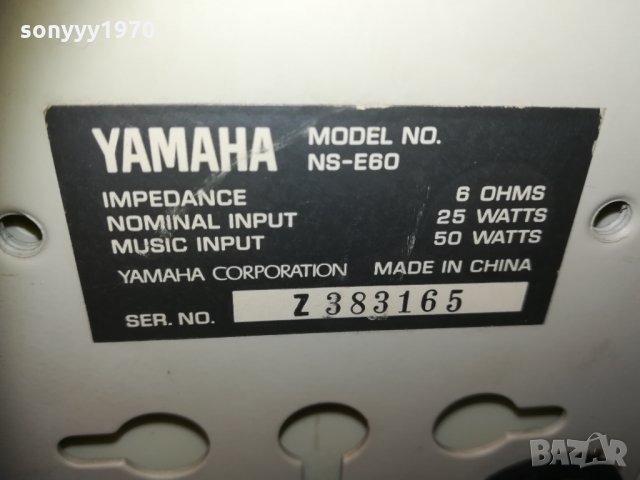 sonyyy1970
YAMAHA MODEL NO. NS-E60
IMPEDANCE 6 OHMS
NOMINAL INPUT 25 WATTS
MUSIC INPUT 50 WATTS
YAMAHA CORPORATION MADE IN CHINA
SER. NO. Z 383165
BAZAR